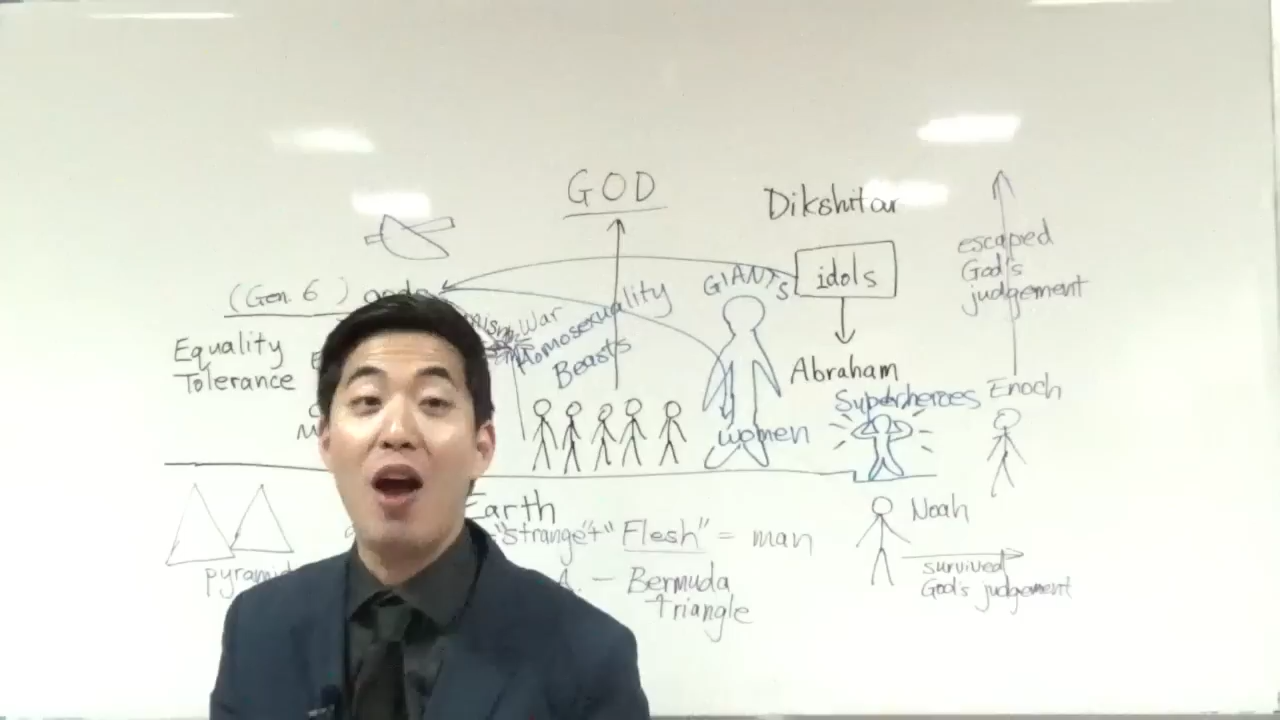 GOD
Dikshitar
escaped
God's
judgement
idols
GIANTS
(Gen. 6)
War
Homosexuality
Beasts
Equality
Tolerance
Abraham
Superheroes
Enoch
women
Earth
"strange" + "Flesh" = man
Noah
survived
God's judgement
Bermuda
Triangle